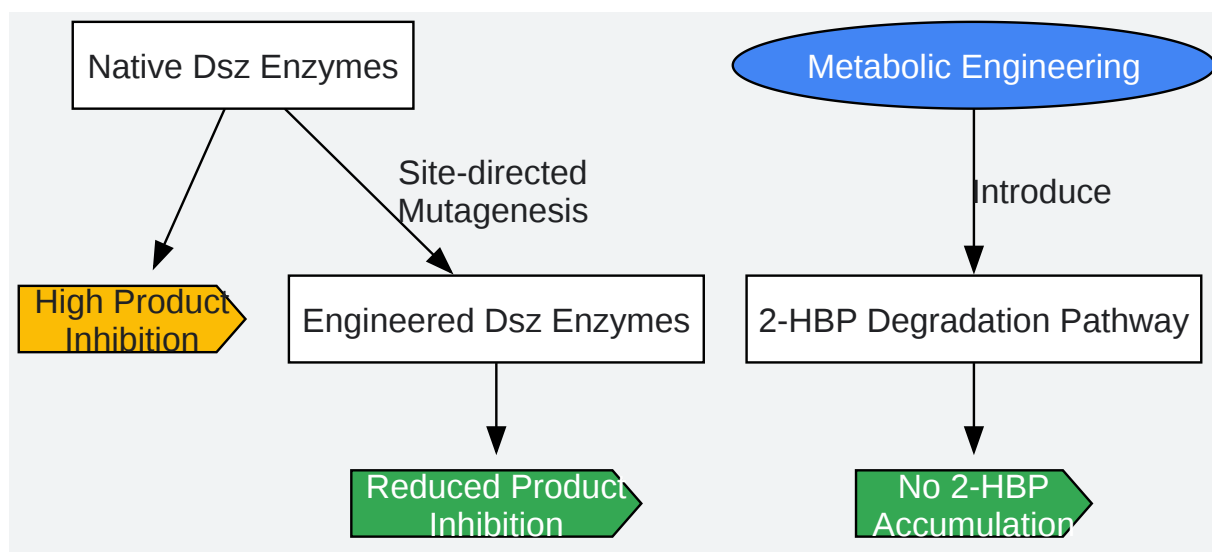 Native Dsz Enzymes
Metabolic Engineering
Site-directed
Mutagenesis
Introduce
High Product
Inhibition
Engineered Dsz Enzymes
2-HBP Degradation Pathway
Reduced Product
Inhibition
No 2-HBP
Accumulation